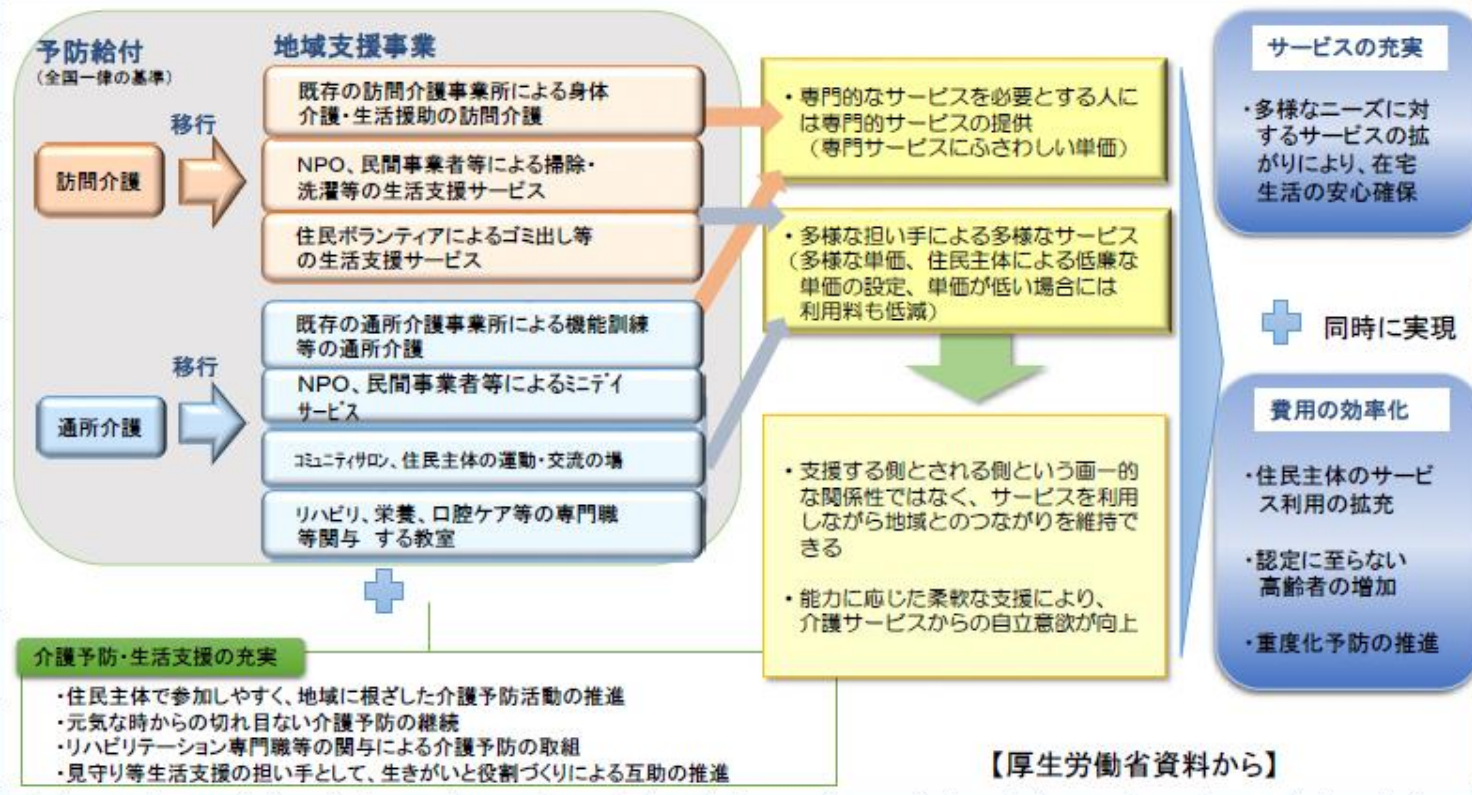 予防給付
(全国一律の基準)
移行
訪問介護
移行
通所介護
地域支援事業
既存の訪問介護事業所による身体
介護・生活援助の訪問介護
NPO、民間事業者等による掃除・
洗濯等の生活支援サービス
住民ボランティアによるゴミ出し等
の生活支援サービス
既存の通所介護事業所による機能訓練
等の通所介護
NPO、民間事業者等によるミニデイ
サービス
コミュニティサロン、住民主体の運動・交流の場
リハビリ、栄養、口腔ケア等の専門職
等関与 する教室
・専門的なサービスを必要とする人に
は専門的サービスの提供
(専門サービスにふさわしい単価)
・多様な担い手による多様なサービス
(多様な単価、住民主体による低廉な
単価の設定、単価が低い場合には
利用料も低減)
・支援する側とされる側という画一的
な関係性ではなく、サービスを利用
しながら地域とのつながりを維持で
きる
・能力に応じた柔軟な支援により、
介護サービスからの自立意欲が向上
サービスの充実
・多様なニーズに対
するサービスの拡
がりにより、在宅
生活の安心確保
同時に実現
費用の効率化
・住民主体のサービ
ス利用の拡充
・認定に至らない
高齢者の増加
・重度化予防の推進
介護予防・生活支援の充実
・住民主体で参加しやすく、地域に根ざした介護予防活動の推進
・元気な時からの切れ目ない介護予防の継続
・リハビリテーション専門職等の関与による介護予防の取組
・見守り等生活支援の担い手として、生きがいと役割づくりによる互助の推進
【厚生労働省資料から】